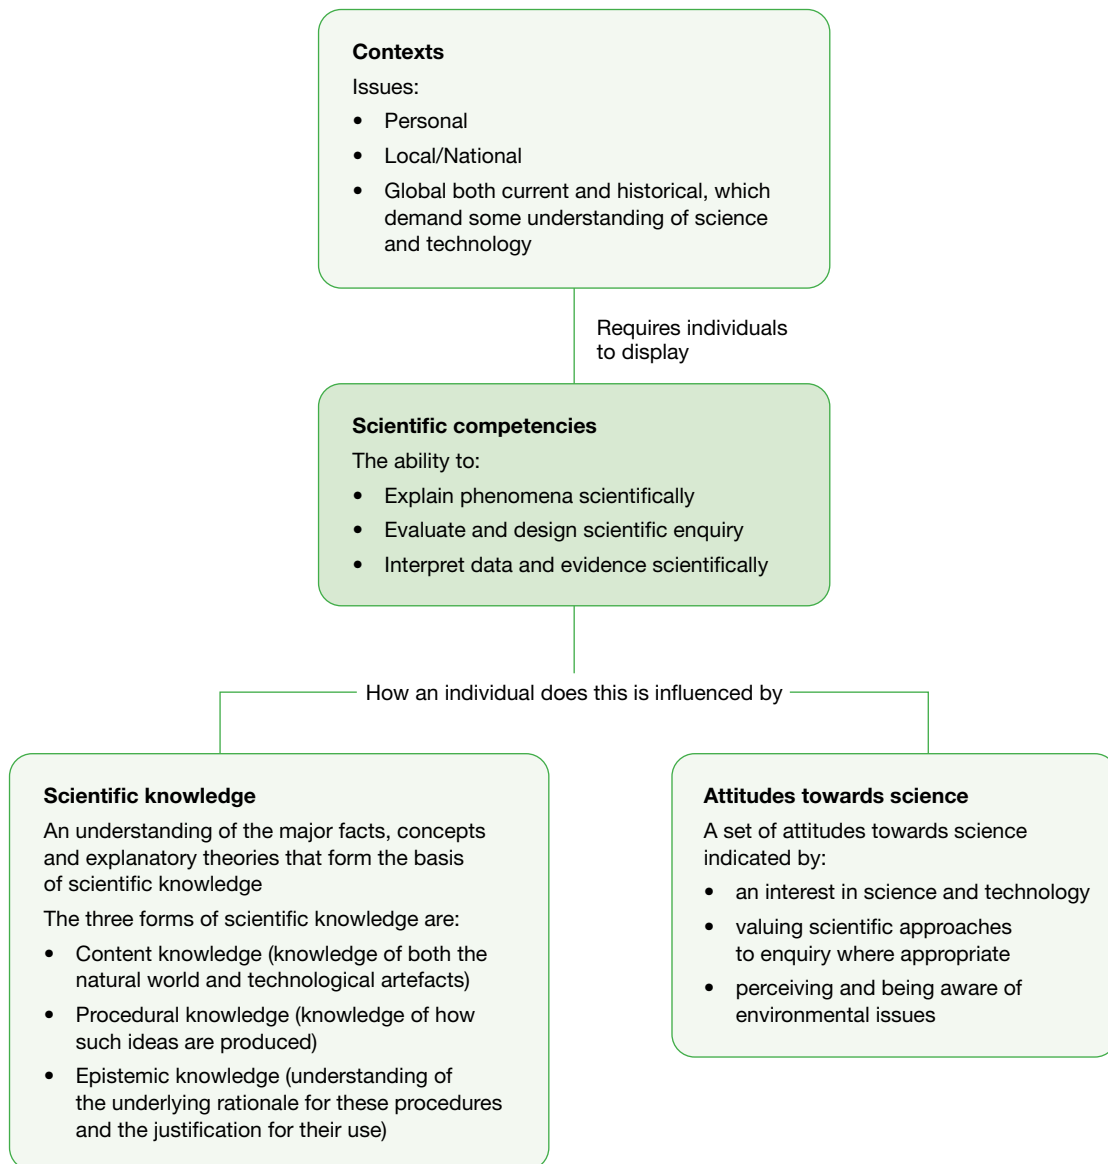 Contexts
Issues:
• Personal
• Local/National
• Global both current and historical, which
demand some understanding of science
and technology
Requires individuals
to display
Scientific competencies
The ability to:
• Explain phenomena scientifically
• Evaluate and design scientific enquiry
• Interpret data and evidence scientifically
How an individual does this is influenced by
Scientific knowledge
An understanding of the major facts, concepts
and explanatory theories that form the basis
of scientific knowledge
The three forms of scientific knowledge are:
• Content knowledge (knowledge of both the
natural world and technological artefacts)
• Procedural knowledge (knowledge of how
such ideas are produced)
• Epistemic knowledge (understanding of
the underlying rationale for these procedures
and the justification for their use)
Attitudes towards science
A set of attitudes towards science
indicated by:
• an interest in science and technology
• valuing scientific approaches
to enquiry where appropriate
• perceiving and being aware of
environmental issues